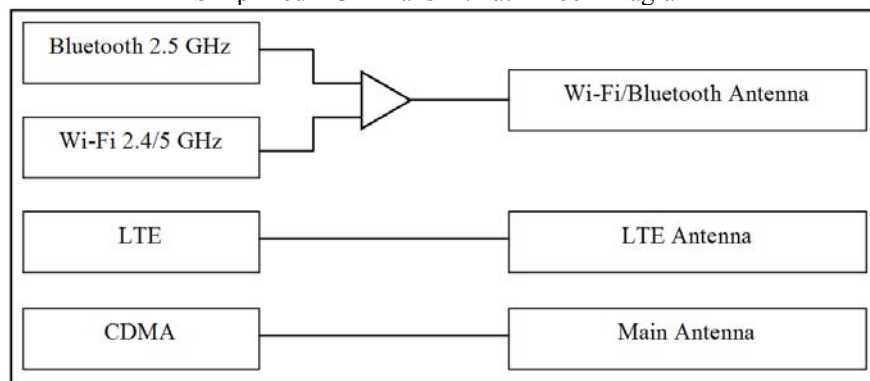 Bluetooth 2.5 GHz
Wi-Fi/Bluetooth Antenna
Wi-Fi 2.4/5 GHz
LTE
LTE Antenna
CDMA
Main Antenna